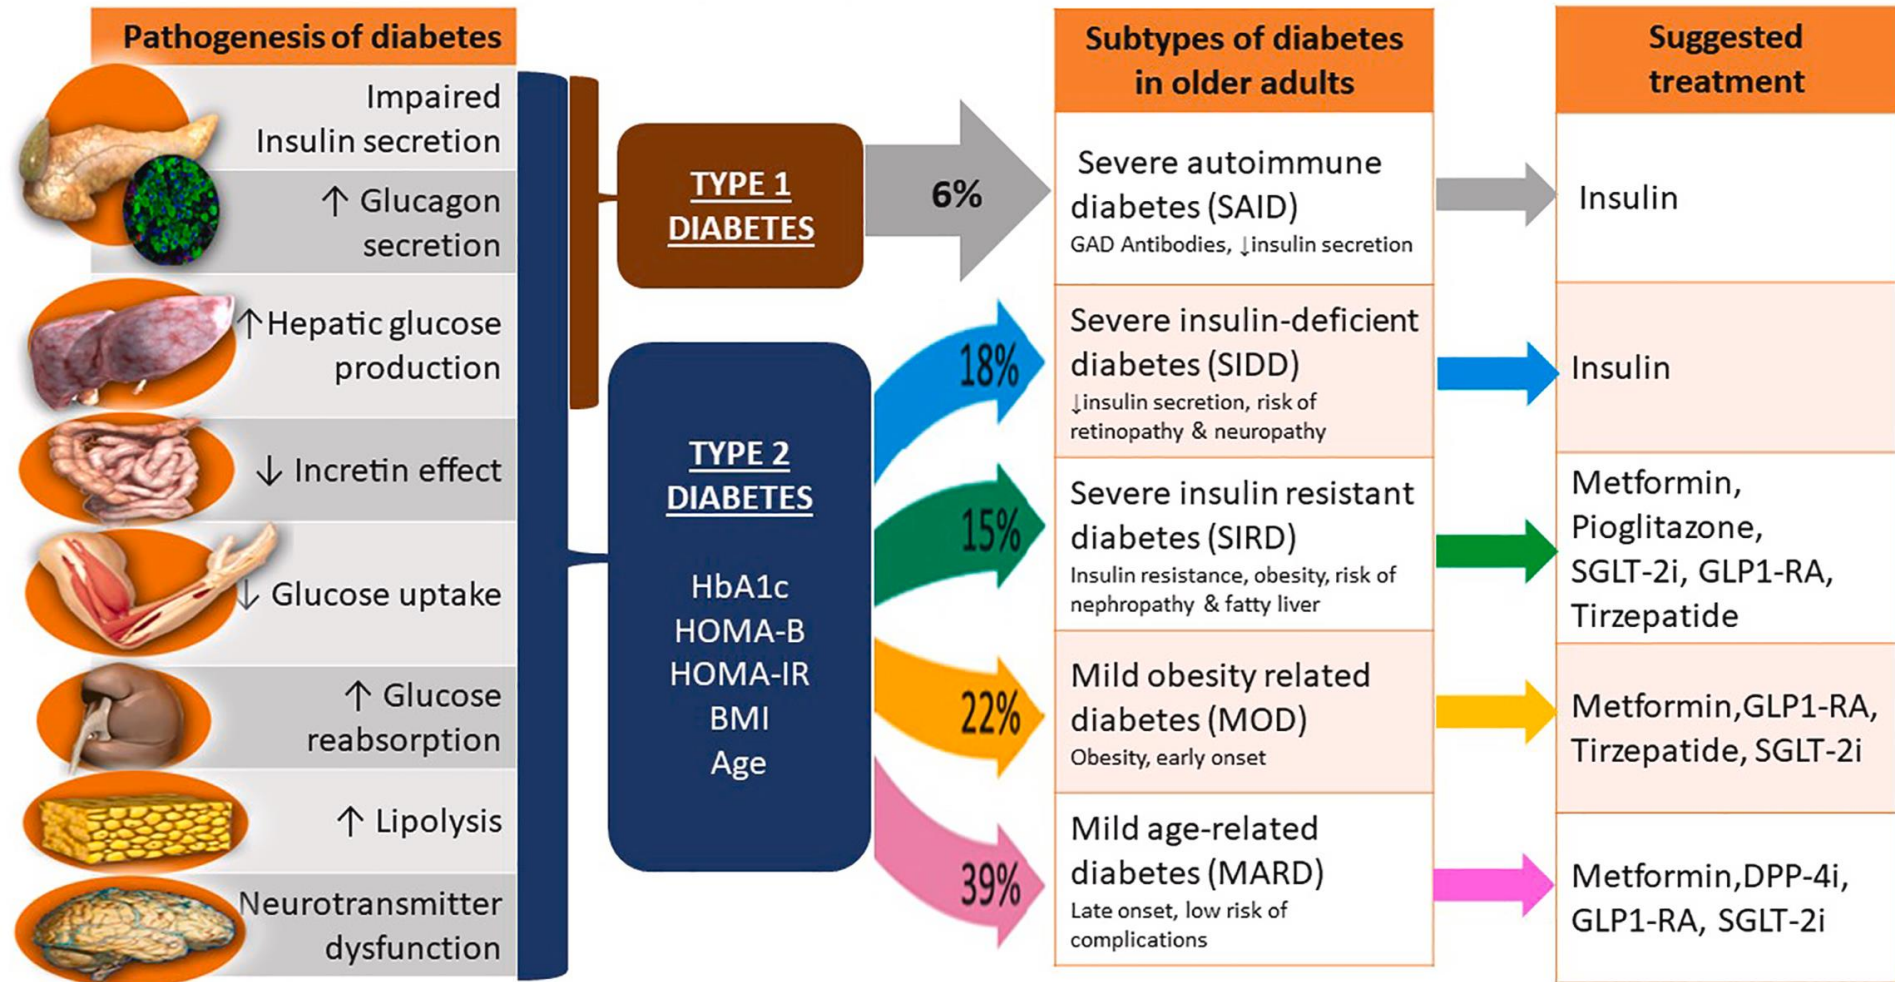 Pathogenesis of diabetes
Impaired
Insulin secretion
↑ Glucagon
secretion
↑Hepatic glucose
production
↓ Incretin effect
↓ Glucose uptake
↑ Glucose
reabsorption
↑ Lipolysis
Neurotransmitter
dysfunction
TYPE 1
DIABETES
TYPE 2
DIABETES
HbA1c
HOMA-B
HOMA-IR
BMI
Age
6%
18%
15%
22%
39%
Subtypes of diabetes
in older adults
Severe autoimmune
diabetes (SAID)
GAD Antibodies, ↓insulin secretion
Severe insulin-deficient
diabetes (SIDD)
↓insulin secretion, risk of
retinopathy & neuropathy
Severe insulin resistant
diabetes (SIRD)
Insulin resistance, obesity, risk of
nephropathy & fatty liver
Mild obesity related
diabetes (MOD)
Obesity, early onset
Mild age-related
diabetes (MARD)
Late onset, low risk of
complications
Suggested
treatment
Insulin
Insulin
Metformin,
Pioglitazone,
SGLT-2i, GLP1-RA,
Tirzepatide
Metformin,GLP1-RA,
Tirzepatide, SGLT-2i
Metformin,DPP-4i,
GLP1-RA, SGLT-2i